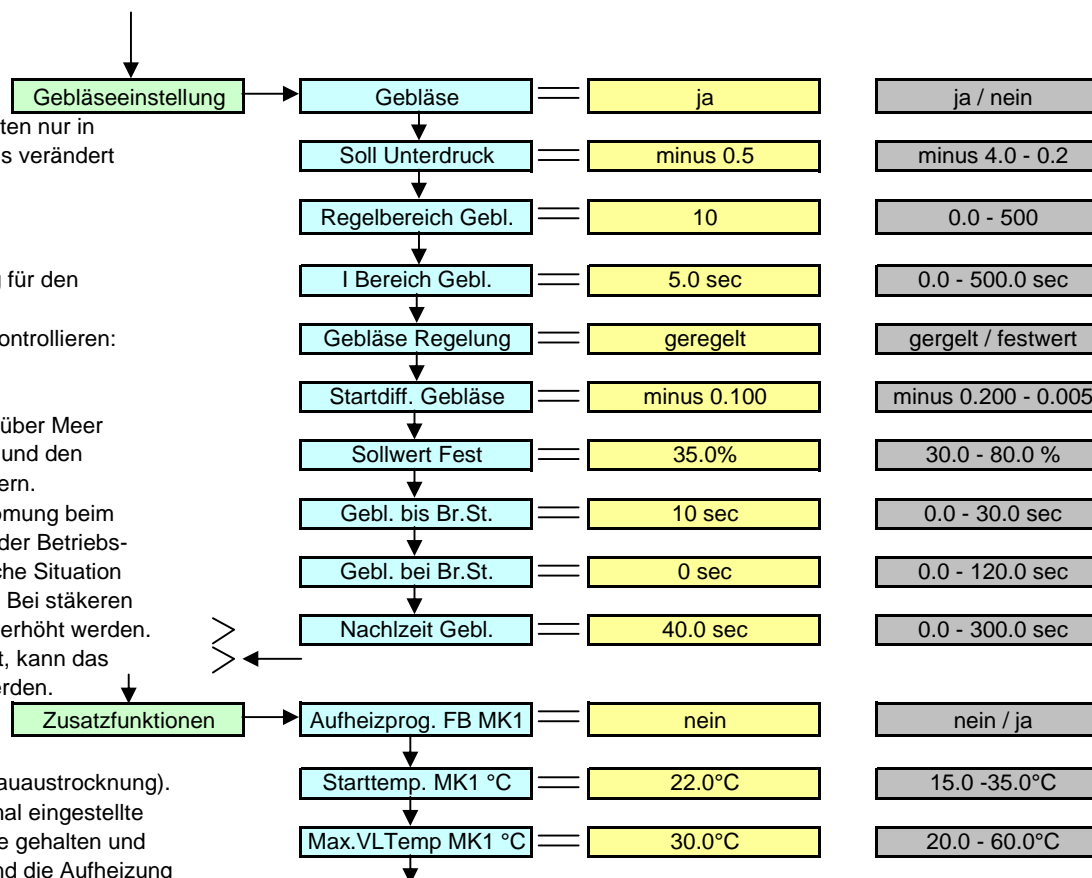 Gebläseeinstellung Gebläse ja ja / nein
ten nur in
s verändert Soll Unterdruck minus 0.5 minus 4.0 - 0.2
Regelbereich Gebl. 10 0.0 - 500
für den I Bereich Gebl. 5.0 sec 0.0 - 500.0 sec
ontrollieren: Gebläse Regelung geregelt gergelt / festwert
Startdiff. Gebläse minus 0.100 minus 0.200 - 0.005
über Meer
und den Sollwert Fest 35.0% 30.0 - 80.0 %
ern.
ömung beim Gebl. bis Br.St. 10 sec 0.0 - 30.0 sec
der Betriebs-
che Situation Gebl. bei Br.St. 0 sec 0.0 - 120.0 sec
Bei stäkeren
erhöht werden. Nachlzeit Gebl. 40.0 sec 0.0 - 300.0 sec
t, kann das
erden.
Zusatzfunktionen Aufheizprog. FB MK1 nein nein / ja
auaustrocknung). Starttemp. MK1 °C 22.0°C 15.0 -35.0°C
nal eingestellte
e gehalten und Max.VLTemp MK1 °C 30.0°C 20.0 - 60.0°C
nd die Aufheizung